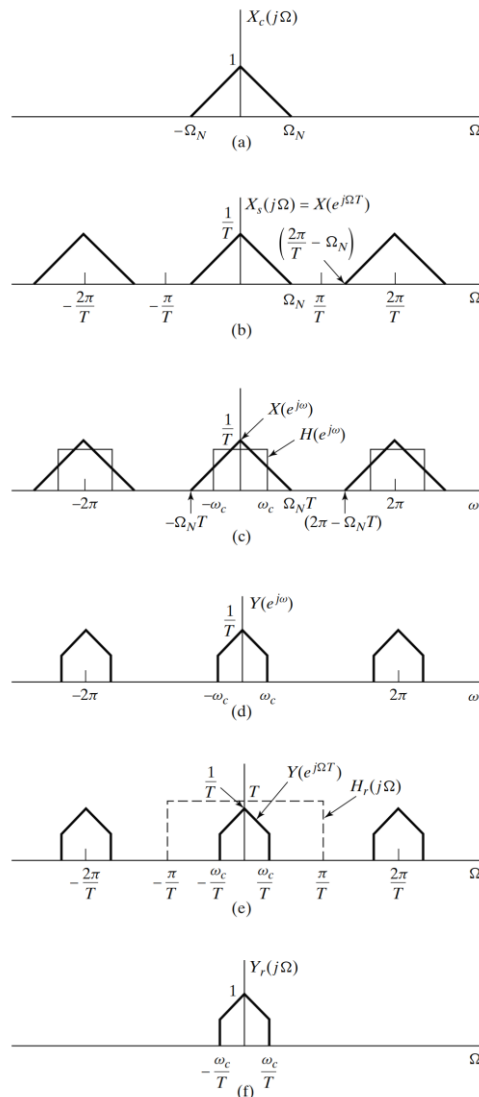 X_c(jΩ)
1
−Ω_N Ω_N Ω
(a)
1/T X_s(jΩ) = X(e^{jΩT})
(2π/T − Ω_N)
−2π/T −π/T Ω_N π/T 2π/T Ω
(b)
1/T X(e^{jω})
H(e^{jω})
−2π −ω_c ω_c Ω_N T 2π ω
−Ω_N T (2π − Ω_N T)
(c)
1/T Y(e^{jω})
−2π −ω_c ω_c 2π ω
(d)
1/T T Y(e^{jΩT}) H_r(jΩ)
−2π/T −π/T −ω_c/T ω_c/T π/T 2π/T Ω
(e)
Y_r(jΩ)
1
−ω_c/T ω_c/T Ω
(f)